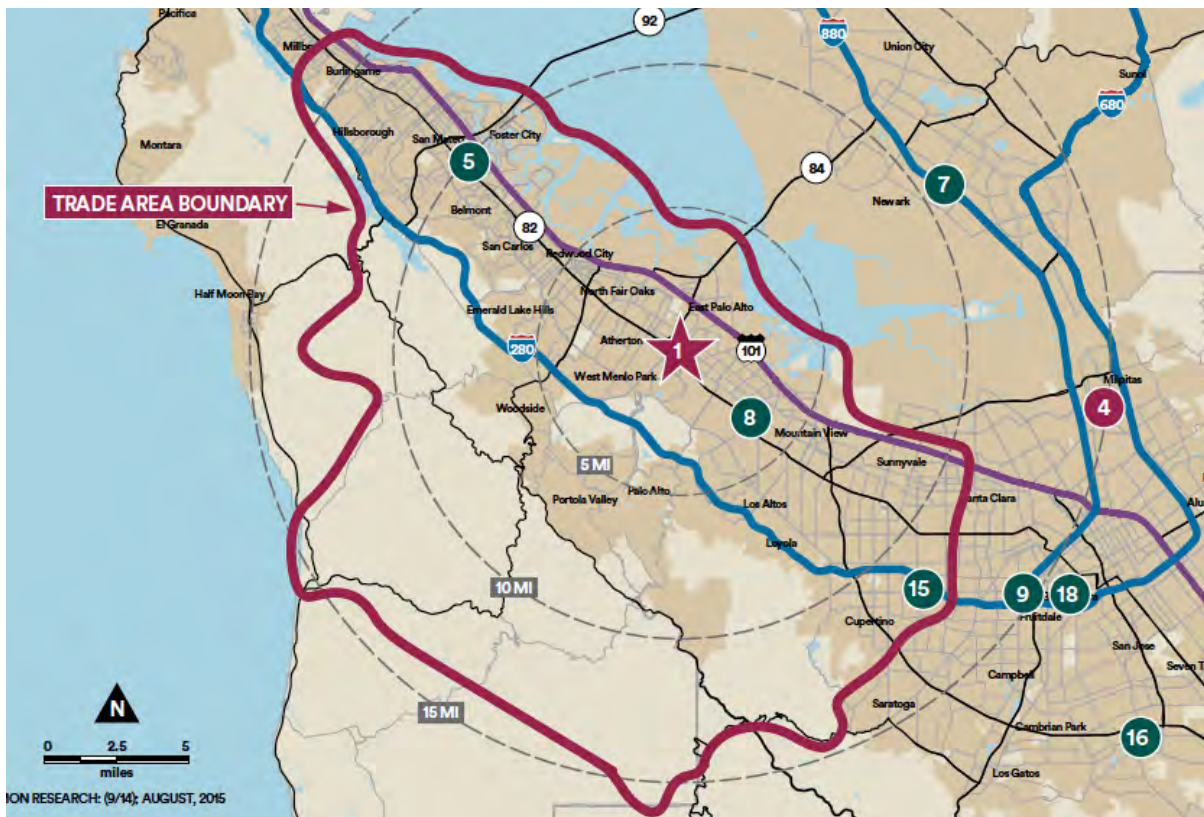 Pacifica
92
880
Union City
Sunol
Millbr
Burlingame
680
Hillsborough
San Mateo
Foster City
Montara
5
84
7
TRADE AREA BOUNDARY
Newark
Belmont
El Granada
82
San Carlos
Redwood City
Half Moon Bay
North Fair Oaks
East Palo Alto
Emerald Lake Hills
Atherton
1
101
280
West Menlo Park
Milpitas
Woodside
4
8
Mountain View
5 MI
Sunnyvale
Palo Alto
Portola Valley
Santa Clara
Los Altos
Alu
Loyola
10 MI
15
9
18
Fruitdale
Cupertino
San Jose
Seven T
Campbell
N
15 MI
Saratoga
Cambrian Park
16
0 2.5 5
miles
Los Gatos
ION RESEARCH: (9/14); AUGUST, 2015